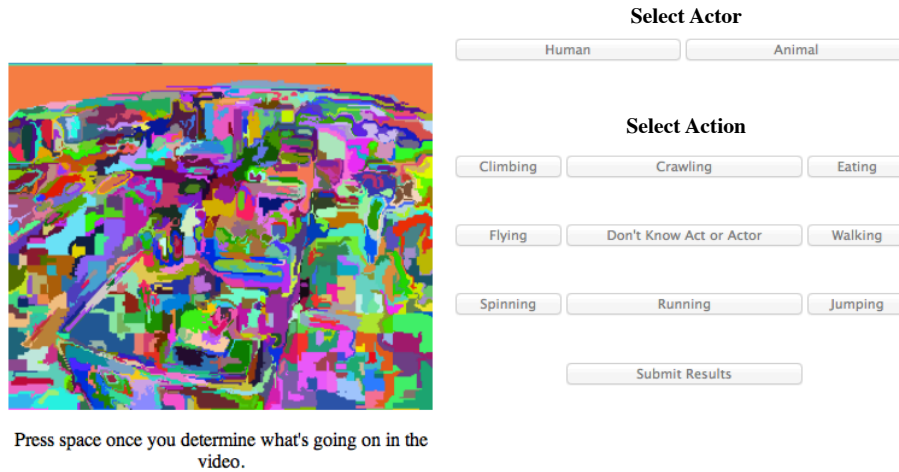 Select Actor
Human Animal
Select Action
Climbing Crawling Eating
Flying Don't Know Act or Actor Walking
Spinning Running Jumping
Submit Results
Press space once you determine what's going on in the
video.